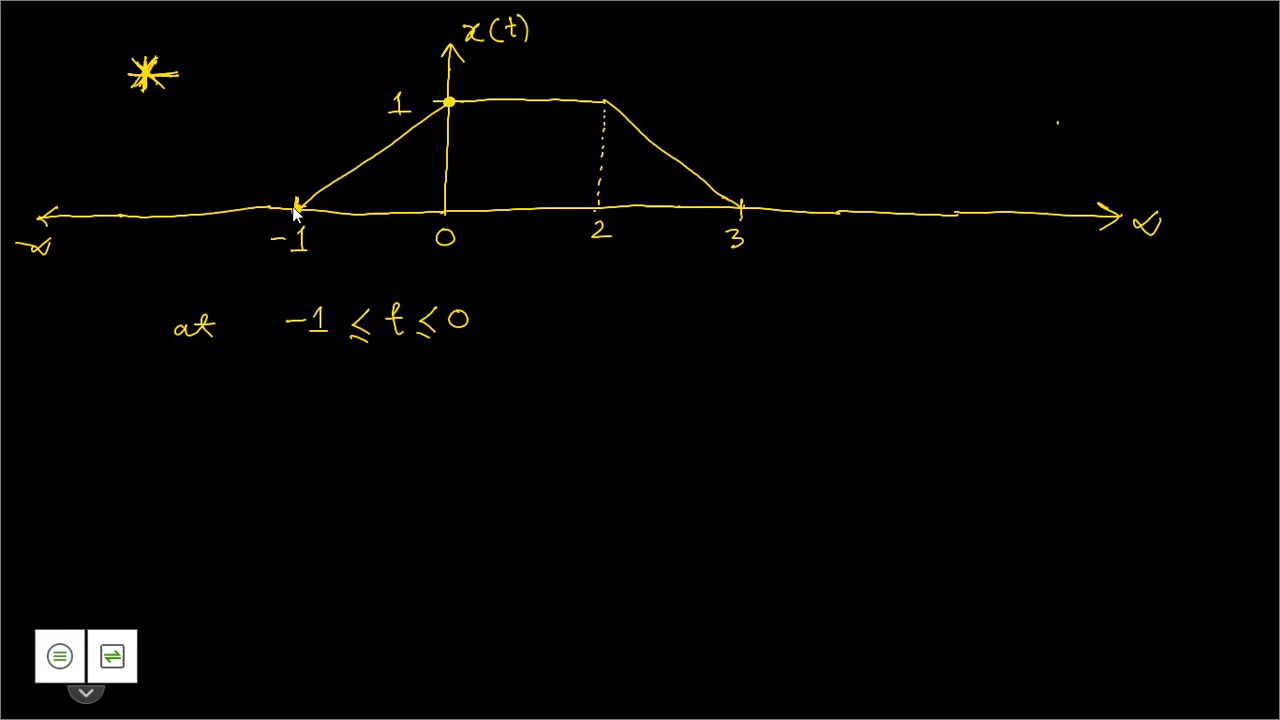 x(t)
1
-∞ -1 0 2 3 ∞
at -1 ≤ t ≤ 0